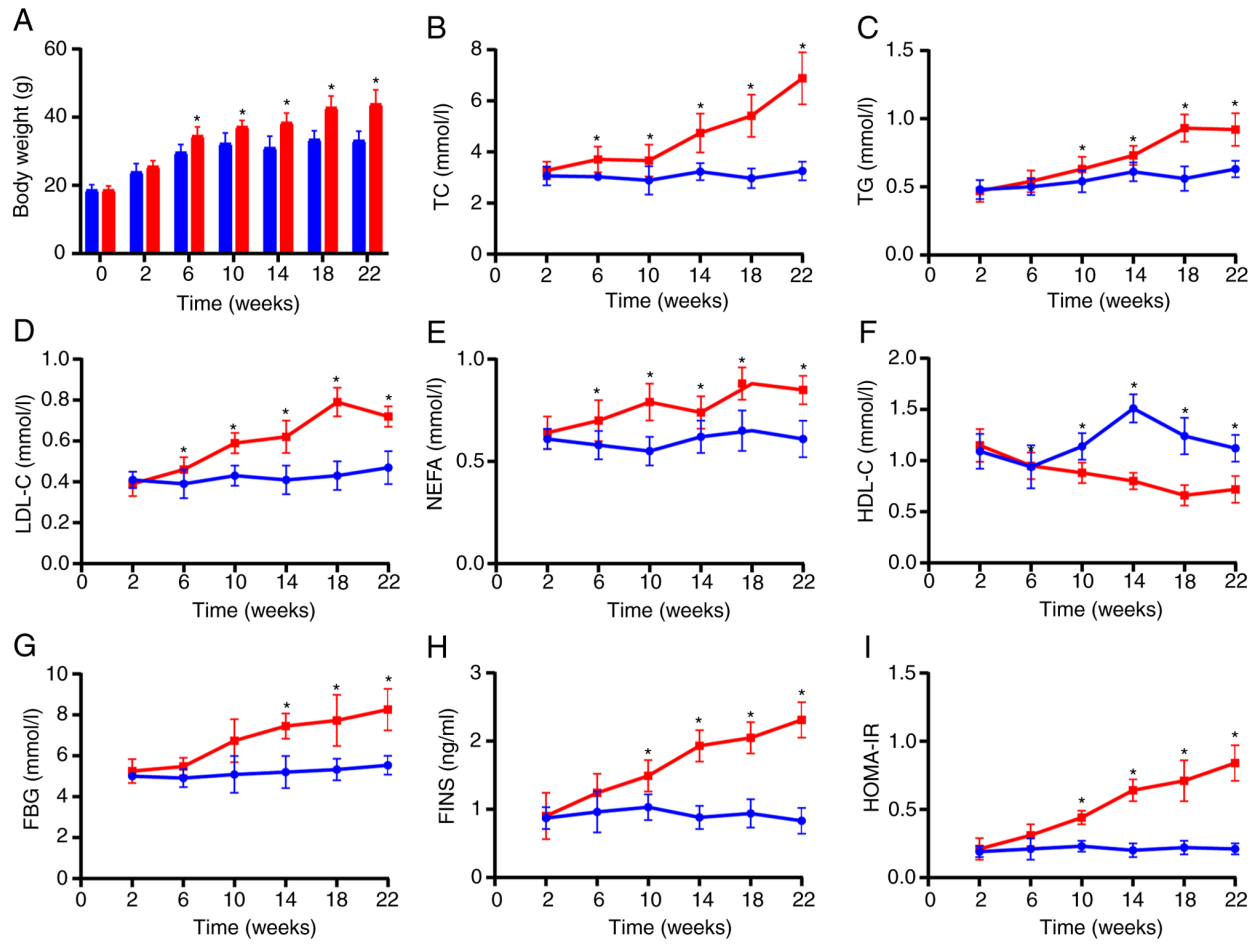 A
Body weight (g)
60
40
20
0
*
*
*
*
*
0 2 6 10 14 18 22
Time (weeks)
B
TC (mmol/l)
8
6
4
2
0
*
*
*
*
*
0 2 6 10 14 18 22
Time (weeks)
C
TG (mmol/l)
1.5
1.0
0.5
0.0
*
*
*
*
0 2 6 10 14 18 22
Time (weeks)
D
LDL-C (mmol/l)
1.0
0.8
0.6
0.4
0.2
0.0
*
*
*
*
*
0 2 6 10 14 18 22
Time (weeks)
E
NEFA (mmol/l)
1.0
0.5
0.0
*
*
*
*
*
0 2 6 10 14 18 22
Time (weeks)
F
HDL-C (mmol/l)
2.0
1.5
1.0
0.5
0.0
*
*
*
*
*
0 2 6 10 14 18 22
Time (weeks)
G
FBG (mmol/l)
10
8
6
4
2
0
*
*
*
0 2 6 10 14 18 22
Time (weeks)
H
FINS (ng/ml)
3
2
1
0
*
*
*
*
0 2 6 10 14 18 22
Time (weeks)
I
HOMA-IR
1.5
1.0
0.5
0.0
*
*
*
*
0 2 6 10 14 18 22
Time (weeks)